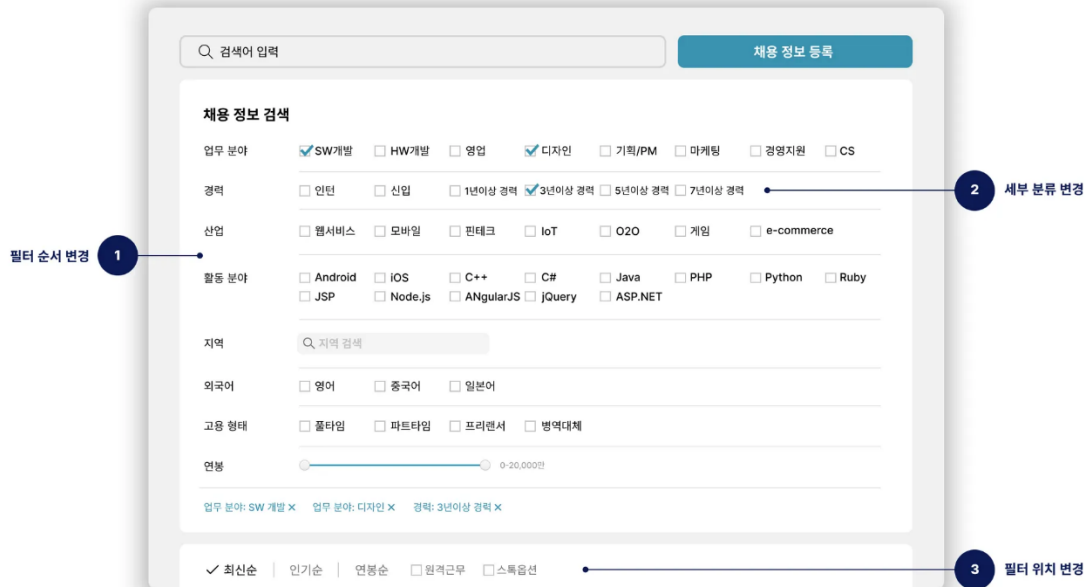 검색어 입력 채용 정보 등록
채용 정보 검색
업무 분야 SW개발 HW개발 영업 디자인 기획/PM 마케팅 경영지원 CS
경력 인턴 신입 1년이상 경력 3년이상 경력 5년이상 경력 7년이상 경력 2 세부 분류 변경
산업 웹서비스 모바일 핀테크 IoT O2O 게임 e-commerce
필터 순서 변경 1
활동 분야 Android iOS C++ C# Java PHP Python Ruby
JSP Node.js ANgularJS jQuery ASP.NET
지역 지역 검색
외국어 영어 중국어 일본어
고용 형태 풀타임 파트타임 프리랜서 병역대체
연봉 0-20,000만
업무 분야: SW 개발 × 업무 분야: 디자인 × 경력: 3년이상 경력 ×
최신순 인기순 연봉순 원격근무 스톡옵션 3 필터 위치 변경